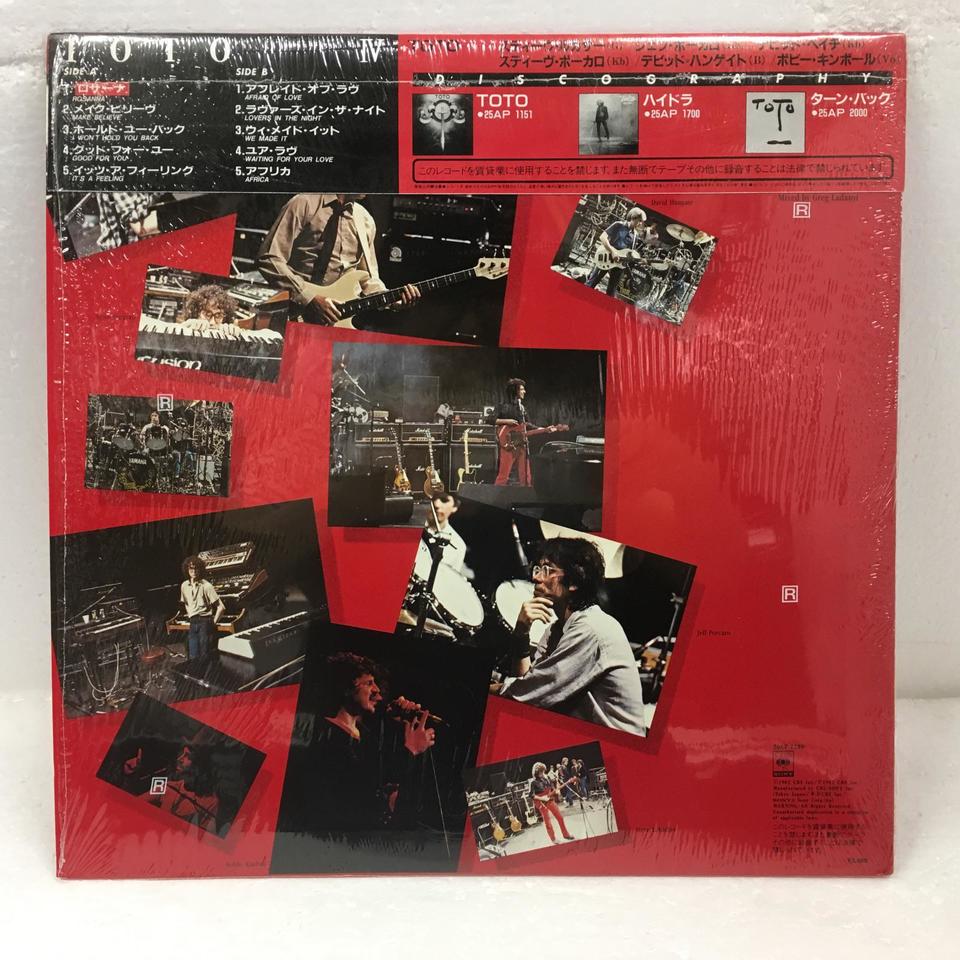 TOTO IV
SIDE A
1. ロザーナ
ROSANNA
2. メイク・ビリーヴ
MAKE BELIEVE
3. ホールド・ユー・バック
I WON'T HOLD YOU BACK
4. グッド・フォー・ユー
GOOD FOR YOU
5. イッツ・ア・フィーリング
IT'S A FEELING
SIDE B
1. アフレイド・オブ・ラヴ
AFRAID OF LOVE
2. ラヴァーズ・イン・ザ・ナイト
LOVERS IN THE NIGHT
3. ウィ・メイド・イット
WE MADE IT
4. ユア・ラヴ
WAITING FOR YOUR LOVE
5. アフリカ
AFRICA
スティーヴ・ポーカロ(Kb) / デビッド・ハンゲイト(B) / ボビー・キンボール(Vo)
DISCOGRAPHY
TOTO
●25AP 1151
ハイドラ
●25AP 1700
ターン・バック
●25AP 2000
このレコードを賃貸業に使用することを禁じます。また無断でテープその他に録音することは法律で禁じられています。
David Hungate
Mixed by Greg Ladanyi
R
fusion
R
YAMAHA
R
Jeff Porcaro
R
SONY